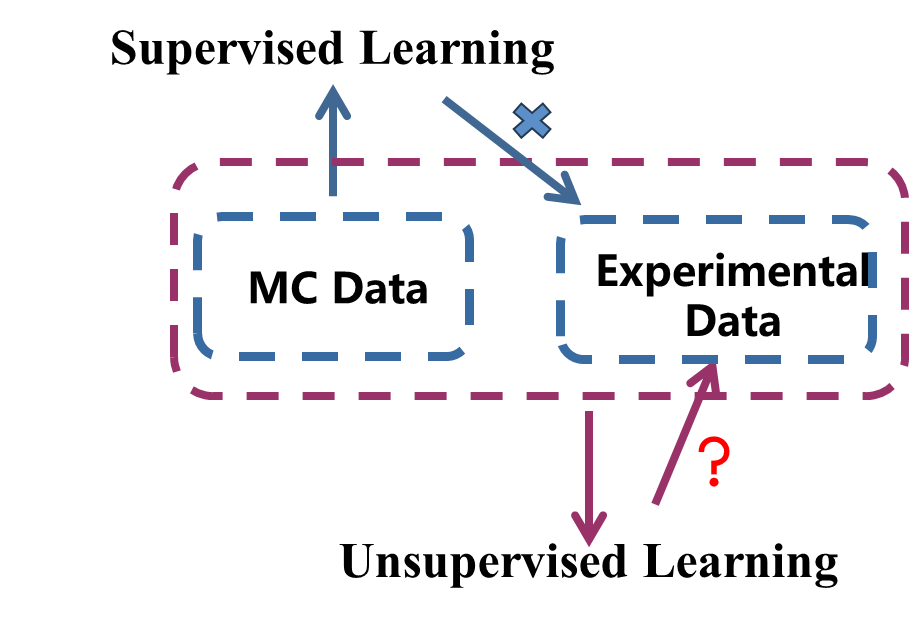 Supervised Learning
MC Data
Experimental
Data
?
Unsupervised Learning